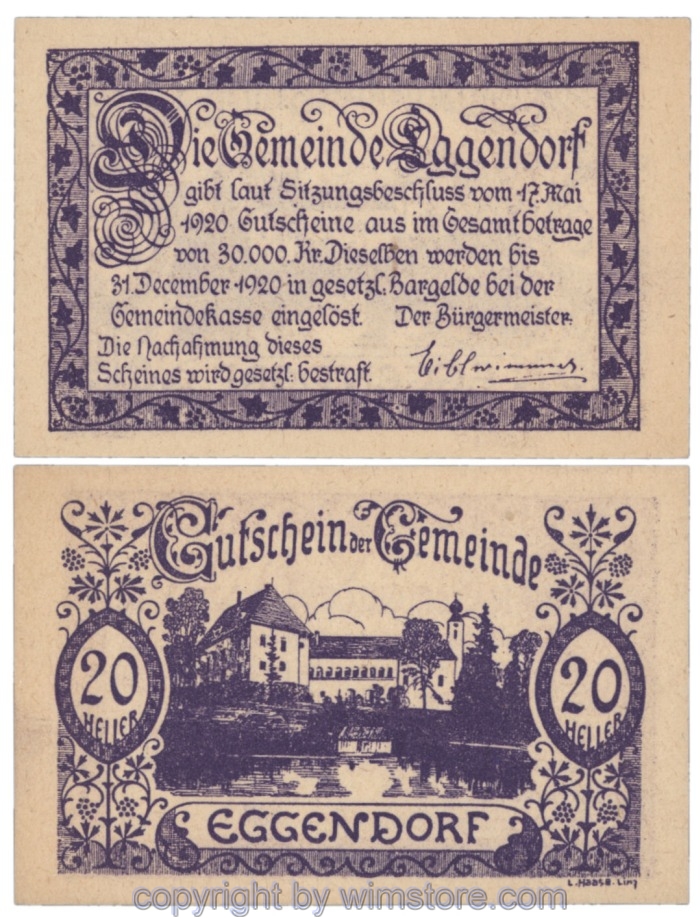 Die Gemeinde Eggendorf
gibt laut Sitzungsbeschluss vom 17. Mai
1920 Gutscheine aus im Gesamtbetrage
von 30.000. Kr. Dieselben werden bis
31. December 1920 in gesetzl. Bargelde bei der
Gemeindekasse eingelöst. Der Bürgermeister:
Die Nachahmung dieses
Scheines wird gesetzl: bestraft.
Gutschein der Gemeinde
20
HELLER
20
HELLER
EGGENDORF
L. HAASE. Linz
copyright by wimstore.com